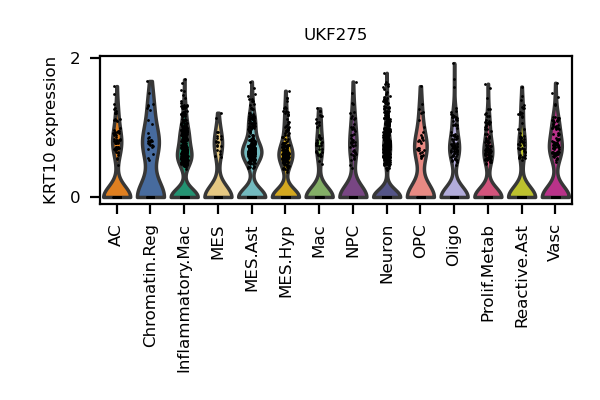 UKF275
KRT10 expression
2
0
AC
Chromatin.Reg
Inflammatory.Mac
MES
MES.Ast
MES.Hyp
Mac
NPC
Neuron
OPC
Oligo
Prolif.Metab
Reactive.Ast
Vasc